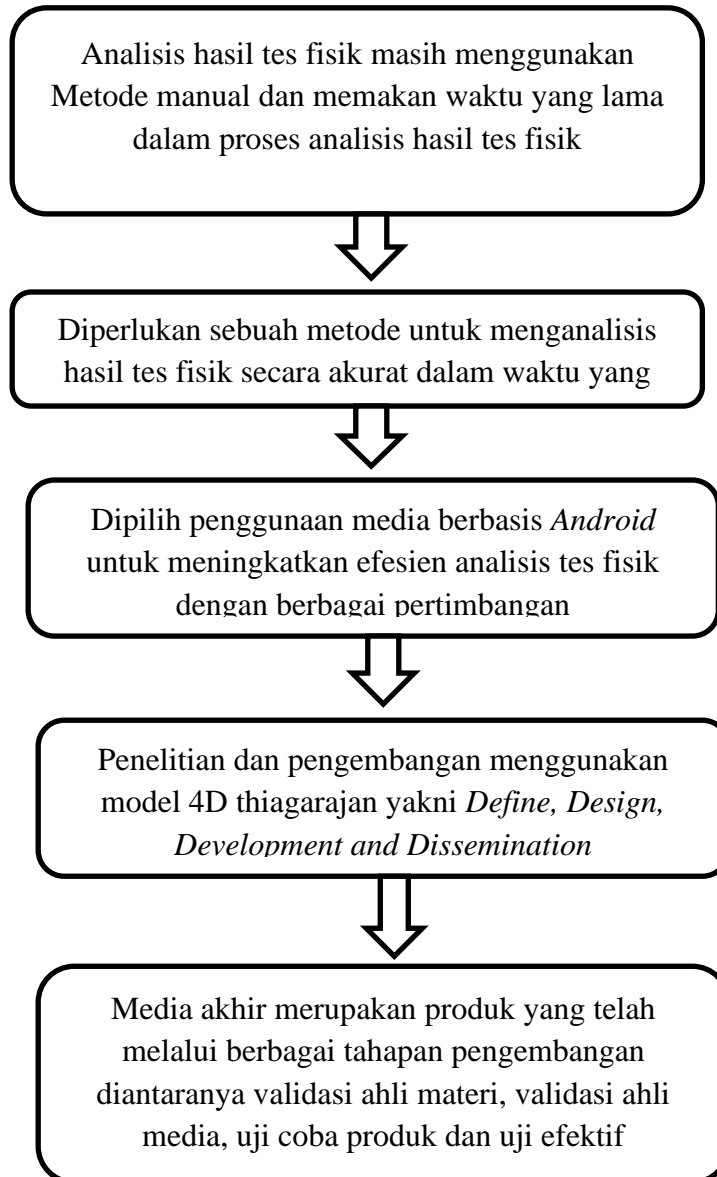 Analisis hasil tes fisik masih menggunakan
Metode manual dan memakan waktu yang lama
dalam proses analisis hasil tes fisik
Diperlukan sebuah metode untuk menganalisis
hasil tes fisik secara akurat dalam waktu yang
Dipilih penggunaan media berbasis Android
untuk meningkatkan efesien analisis tes fisik
dengan berbagai pertimbangan
Penelitian dan pengembangan menggunakan
model 4D thiagarajan yakni Define, Design,
Development and Dissemination
Media akhir merupakan produk yang telah
melalui berbagai tahapan pengembangan
diantaranya validasi ahli materi, validasi ahli
media, uji coba produk dan uji efektif